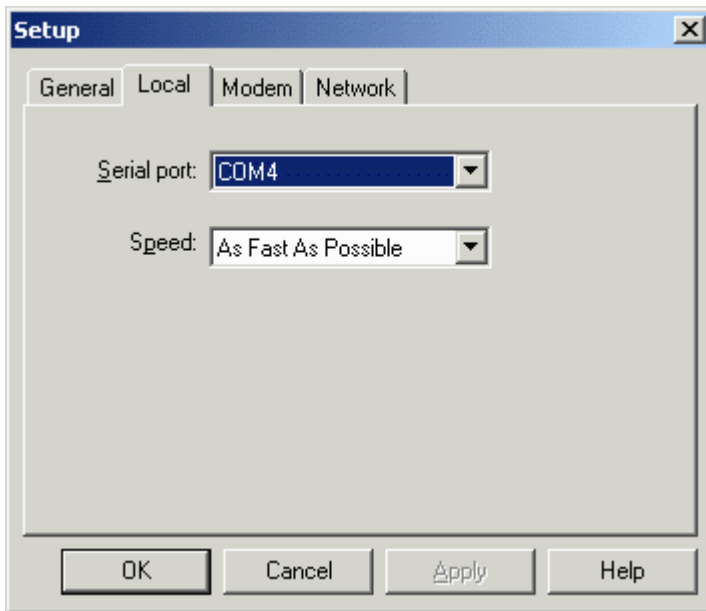 Setup
General Local Modem Network
Serial port: COM4
Speed: As Fast As Possible
OK Cancel Apply Help